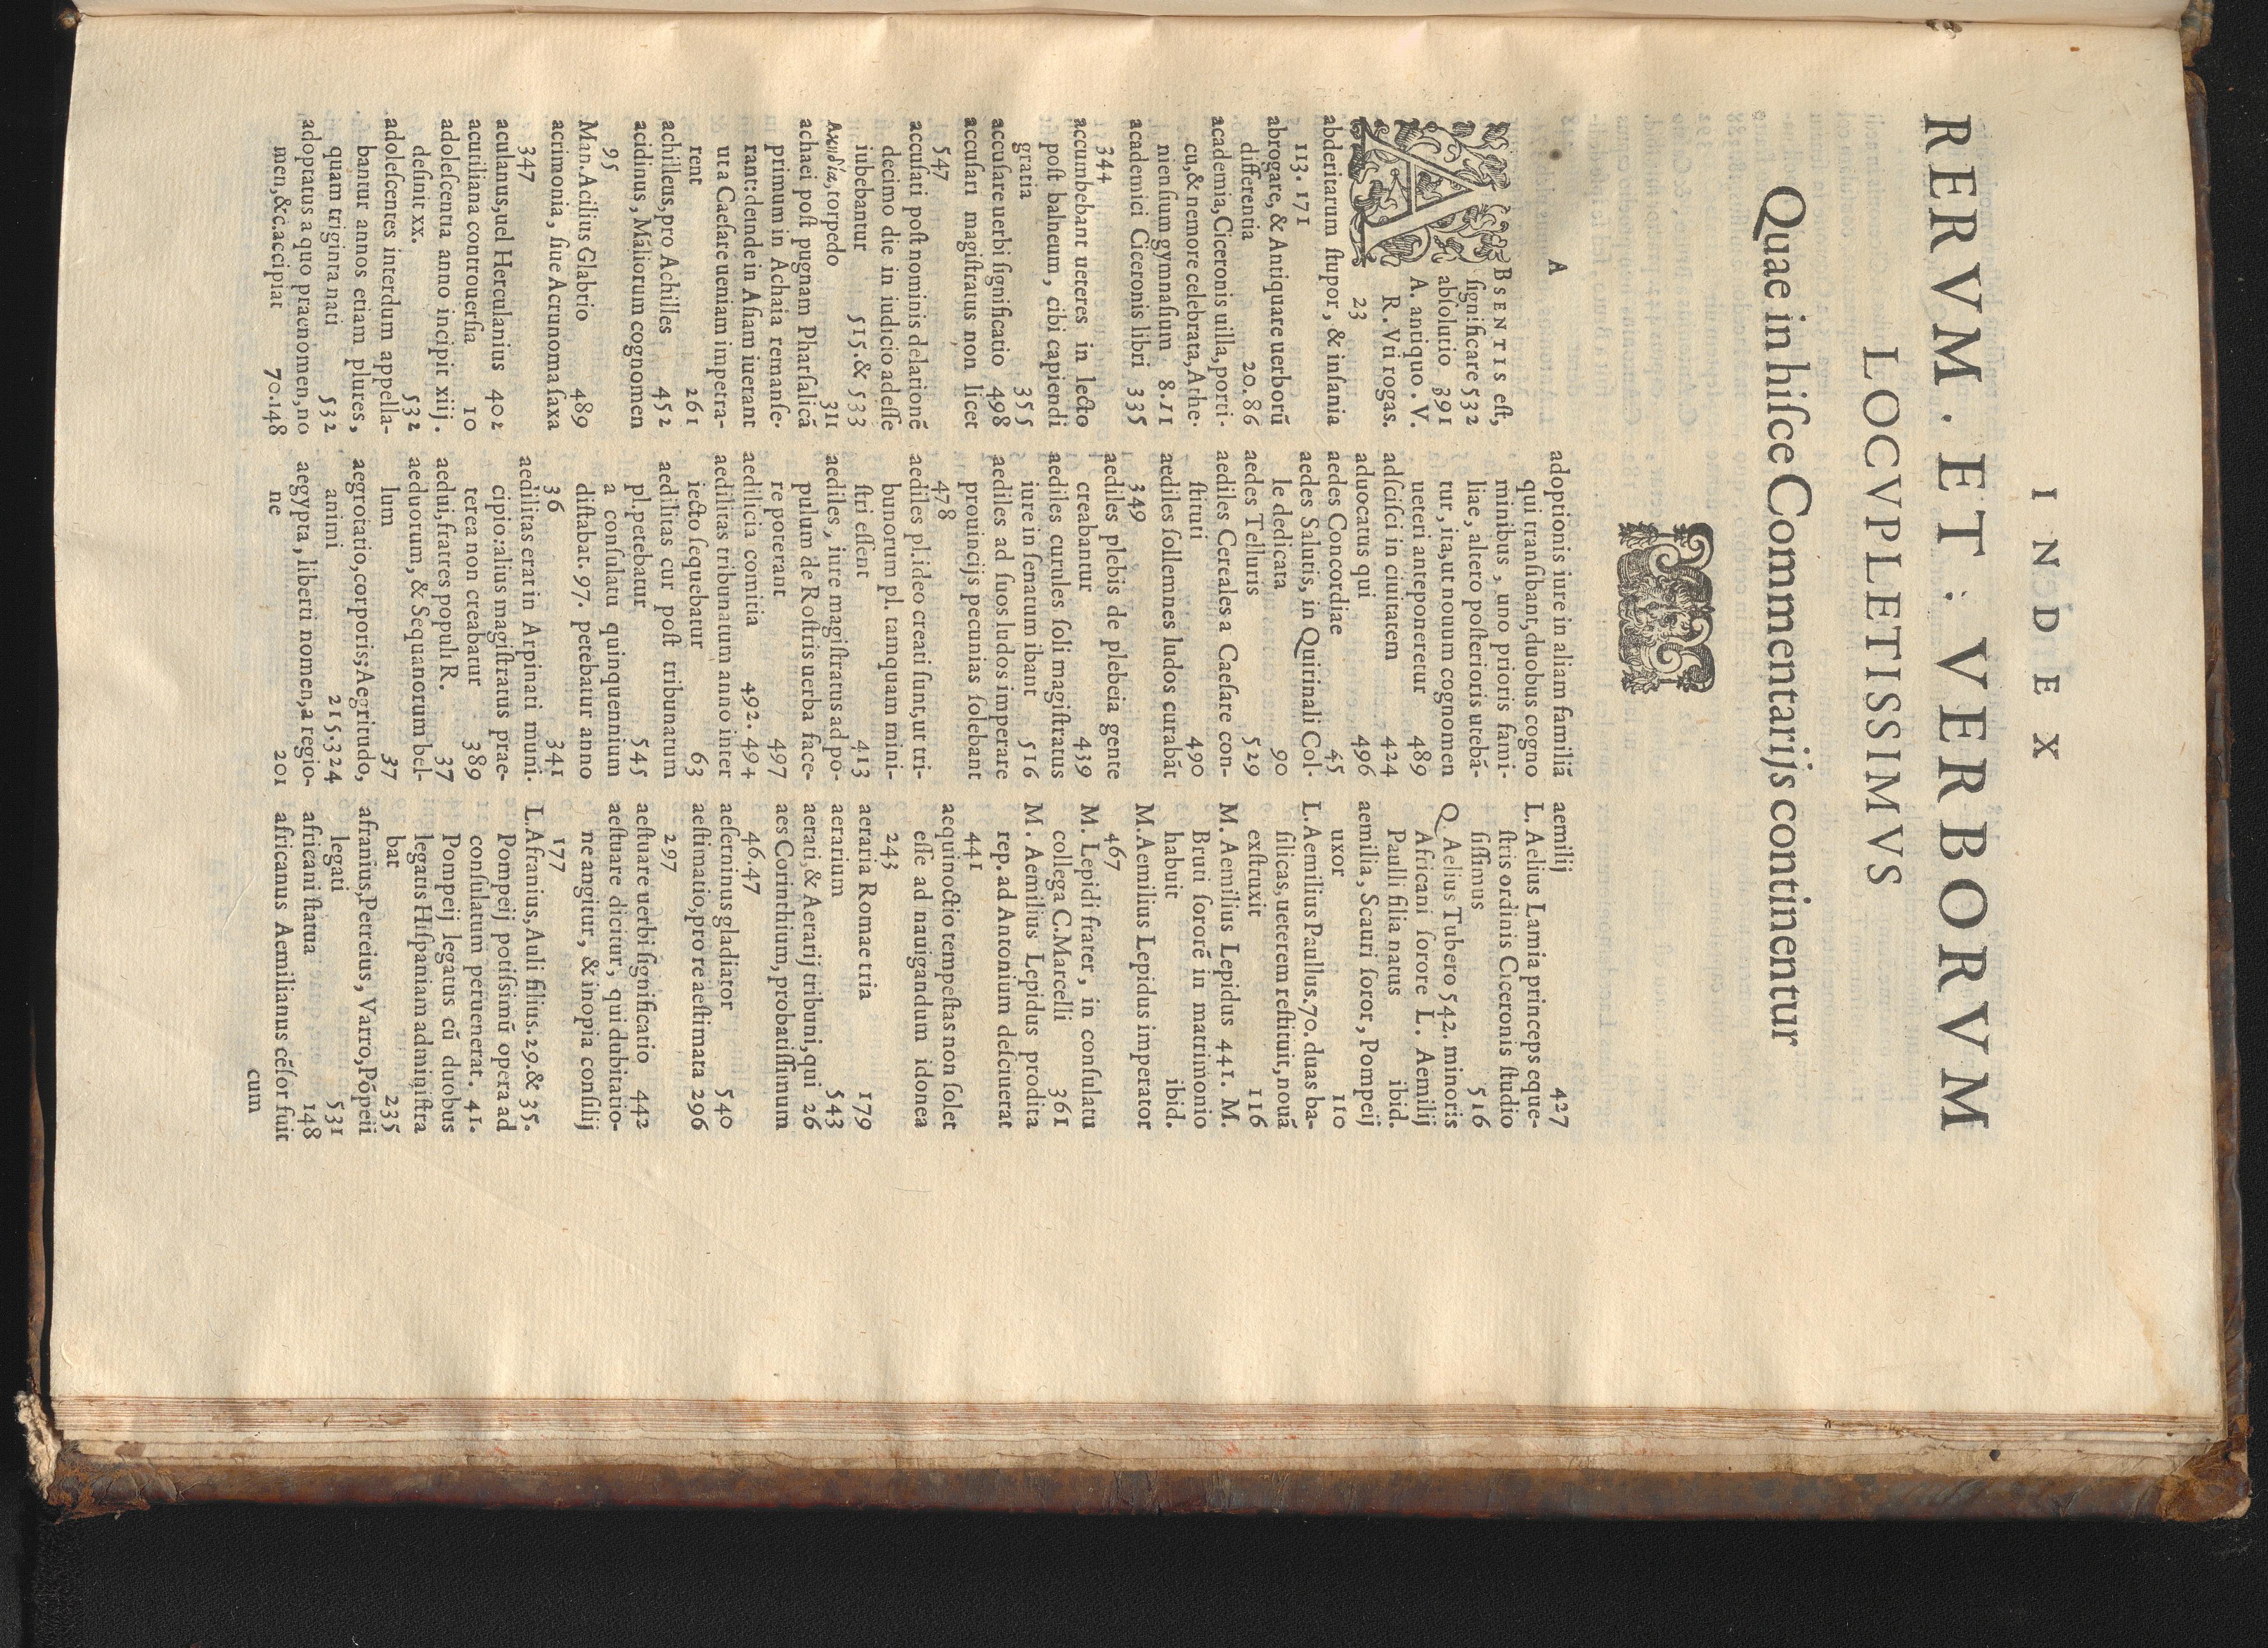 INDEX
RERVM. ET. VERBORVM
LOCVPLETISSIMVS
Quae in hiſce Commentarijs continentur
A
ABSENTIS eſt,
ſignificare 532
abſolutio 391
A. antiquo. V.
R. Vti rogas.
23
abderitarum ſtupor, & inſania
113. 171
abrogare, & Antiquare uerborũ
differentia 20.86
academia, Ciceronis uilla, porti-
cu, & nemore celebrata, Athe-
nienſium gymnaſium 8.11
academici Ciceronis libri 335
344
accumbebant ueteres in lecto
poſt balneum, cibi capiendi
gratia 355
accuſare uerbi ſignificatio 498
accuſari magiſtratus non licet
547
accuſati poſt nominis delationẽ
decimo die in iudicio adeſſe
iubebantur 515.& 533
Ακηδία, torpedo 311
achaei poſt pugnam Pharſalicã
primum in Achaia remanſe-
rant: deinde in Aſiam iuerant
ut a Caeſare ueniam impetra-
rent 261
achilleus, pro Achilles 452
acidinus, Mãliorum cognomen
95
Man. Acilius Glabrio 489
acrimonia, ſiue Acrunoma ſaxa
347
aculanus, uel Herculanius 402
acutiliana controuerſia 10
adoleſcentia anno incipit xiij.
deſinit xx. 532
adoleſcentes interdum appella-
bantur annos etiam plures,
quam triginta nati 532
adoptatus a quo praenomen, no
men, &c. accipiat 70.148
adoptionis iure in aliam familiã
qui tranſibant, duobus cogno
minibus, uno prioris fami-
liae, altero poſterioris utebã-
tur, ita, ut nouum cognomen
ueteri anteponeretur 489
adſciſci in ciuitatem 424
aduocatus qui 496
aedes Concordiae 45
aedes Salutis, in Quirinali Col-
le dedicata 90
aedes Telluris 529
aediles Cereales a Caeſare con-
ſtituti 490
aediles ſollemnes ludos curabãt
349
aediles plebis de plebeia gente
creabantur 439
aediles curules ſoli magiſtratus
iure in ſenatum ibant 516
aediles ad ſuos ludos imperare
prouincijs pecunias ſolebant
478
aediles pl. ideo creati ſunt, ut tri-
bunorum pl. tamquam mini-
ſtri eſſent 413
aediles, iure magiſtratus ad po-
pulum de Roſtris uerba face-
re poterant 497
aedilicia comitia 492. 494
aedilitas tribunatum anno inter
iecto ſequebatur 63
aedilitas cur poſt tribunatum
pl. petebatur 545
a conſulatu quinquennium
diſtabat. 97. petebatur anno
36 341
aedilitas erat in Arpinati muni-
cipio: alius magiſtratus prae-
terea non creabatur 389
aedui, fratres populi R. 37
aeduorum, & Sequanorum bel-
lum 37
aegrotatio, corporis; Aegritudo,
animi 215.324
aegypta, liberti nomen, a regio-
ne 201
aemilij 427
L. Aelius Lamia princeps eque-
ſtris ordinis Ciceronis ſtudio
ſiſſimus 516
Q. Aelius Tubero 542. minoris
Africani ſorore L. Aemilij
Paulli filia natus ibid.
aemilia, Scauri ſoror, Pompeij
uxor 110
L. Aemilius Paullus. 70. duas ba-
ſilicas, ueterem reſtituit, nouã
exſtruxit 116
M. Aemilius Lepidus 441. M.
Bruti ſororẽ in matrimonio
habuit ibid.
M. Aemilius Lepidus imperator
467
M. Lepidi frater, in conſulatu
collega C. Marcelli 361
M. Aemilius Lepidus prodita
rep. ad Antonium deſciuerat
441
aequinoctio tempeſtas non ſolet
eſſe ad nauigandum idonea
243
aeraria Romae tria 179
aerarium 543
aerati, & Aerarij tribuni, qui 26
aes Corinthium, probatiſſimum
46.47
aeſerninus gladiator 540
aeſtimatio, pro re aeſtimata 296
297
aeſtuare uerbi ſignificatio 442
aeſtuare dicitur, qui dubitatio-
ne angitur, & inopia conſilij
177
L. Afranius, Auli filius. 29.& 35.
Pompeij potiſsimũ opera ad
conſulatum peruenerat. 41.
Pompeij legatus cũ duobus
legatis Hiſpaniam adminiſtra
bat 235
afranius, Petreius, Varro, Põpeii
legati 531
africani ſtatua 148
africanus Aemilianus cẽſor fuit
cum